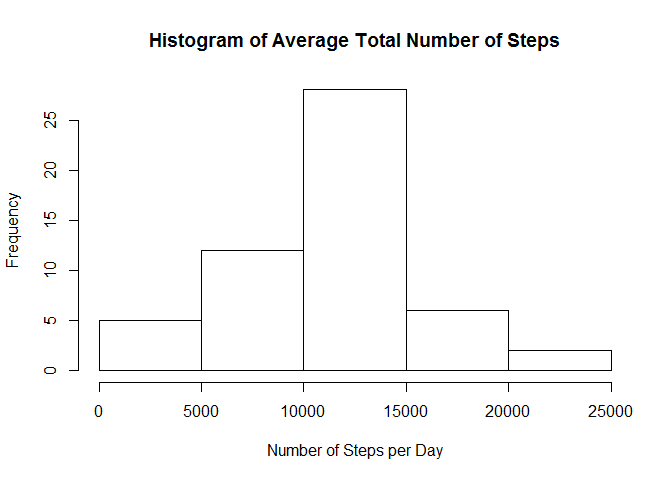 Histogram of Average Total Number of Steps
Frequency
25
20
15
10
5
0
0 5000 10000 15000 20000 25000
Number of Steps per Day